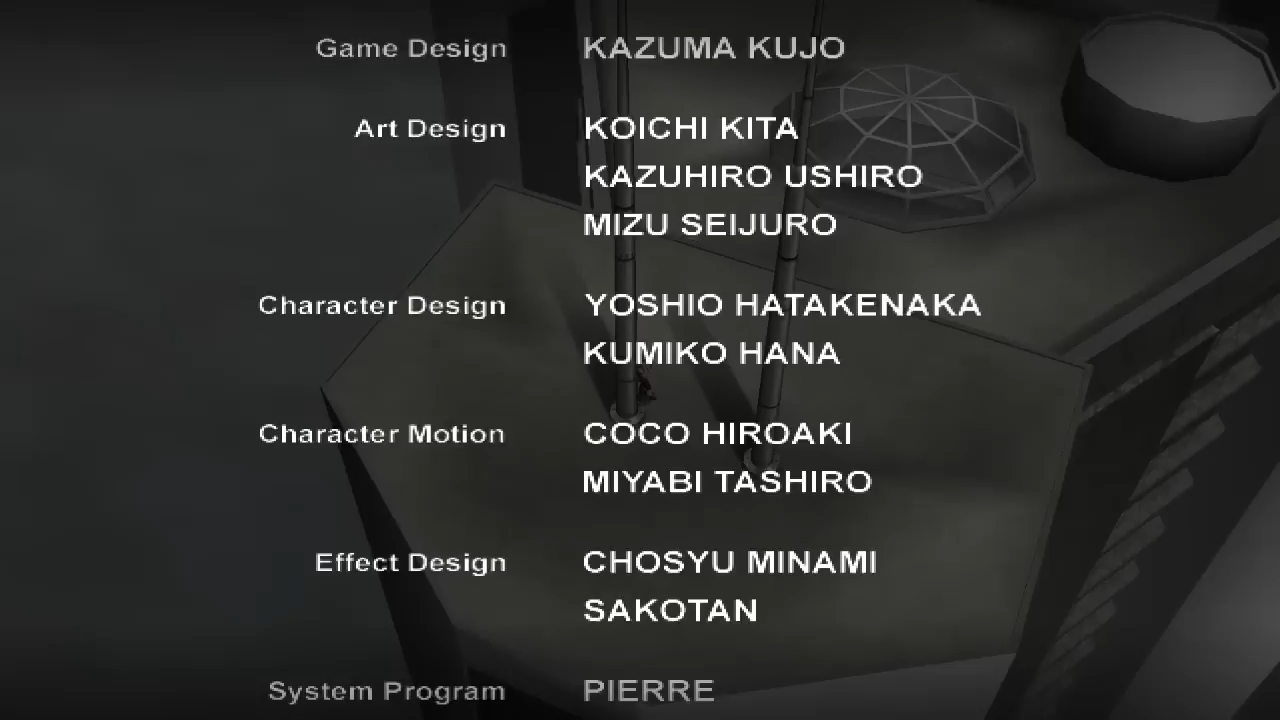 Game Design KAZUMA KUJO
Art Design KOICHI KITA
KAZUHIRO USHIRO
MIZU SEIJURO
Character Design YOSHIO HATAKENAKA
KUMIKO HANA
Character Motion COCO HIROAKI
MIYABI TASHIRO
Effect Design CHOSYU MINAMI
SAKOTAN
System Program PIERRE